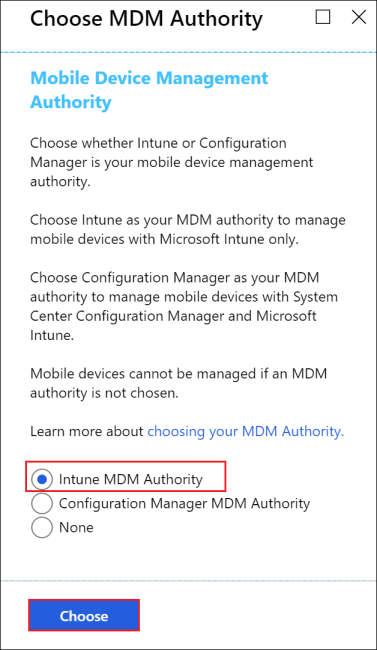 Choose MDM Authority
Mobile Device Management
Authority
Choose whether Intune or Configuration
Manager is your mobile device management
authority.
Choose Intune as your MDM authority to manage
mobile devices with Microsoft Intune only.
Choose Configuration Manager as your MDM
authority to manage mobile devices with System
Center Configuration Manager and Microsoft
Intune.
Mobile devices cannot be managed if an MDM
authority is not chosen.
Learn more about choosing your MDM Authority.
Intune MDM Authority
Configuration Manager MDM Authority
None
Choose